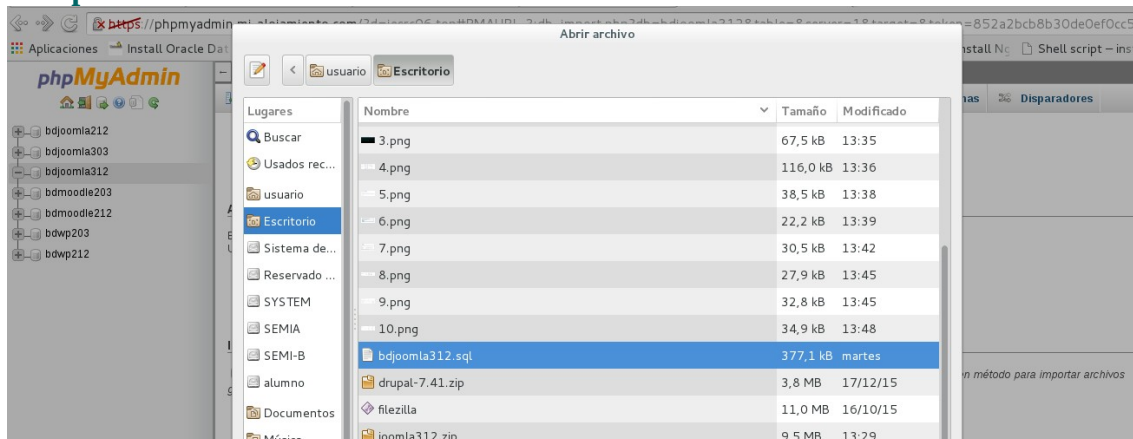 Abrir archivo
https://phpmyadmin
=852a2bcb8b30de0ef0cc5
Aplicaciones Install Oracle Dat
Shell script – ins
phpMyAdmin
bdjoomla212
bdjoomla303
bdjoomla312
bdmoodle203
bdmoodle212
bdwp203
bdwp212
usuario Escritorio
Lugares
Buscar
Usados rec...
usuario
Escritorio
Sistema de...
Reservado ...
SYSTEM
SEMIA
SEMI-B
alumno
Documentos
Nombre Tamaño Modificado
3.png 67,5 kB 13:35
4.png 116,0 kB 13:36
5.png 38,5 kB 13:38
6.png 22,2 kB 13:39
7.png 30,5 kB 13:42
8.png 27,9 kB 13:45
9.png 32,8 kB 13:45
10.png 34,9 kB 13:48
bdjoomla312.sql 377,1 kB martes
drupal-7.41.zip 3,8 MB 17/12/15
filezilla 11,0 MB 16/10/15
joomla312.zip 9,5 MB 13:29
Disparadores
método para importar archivos